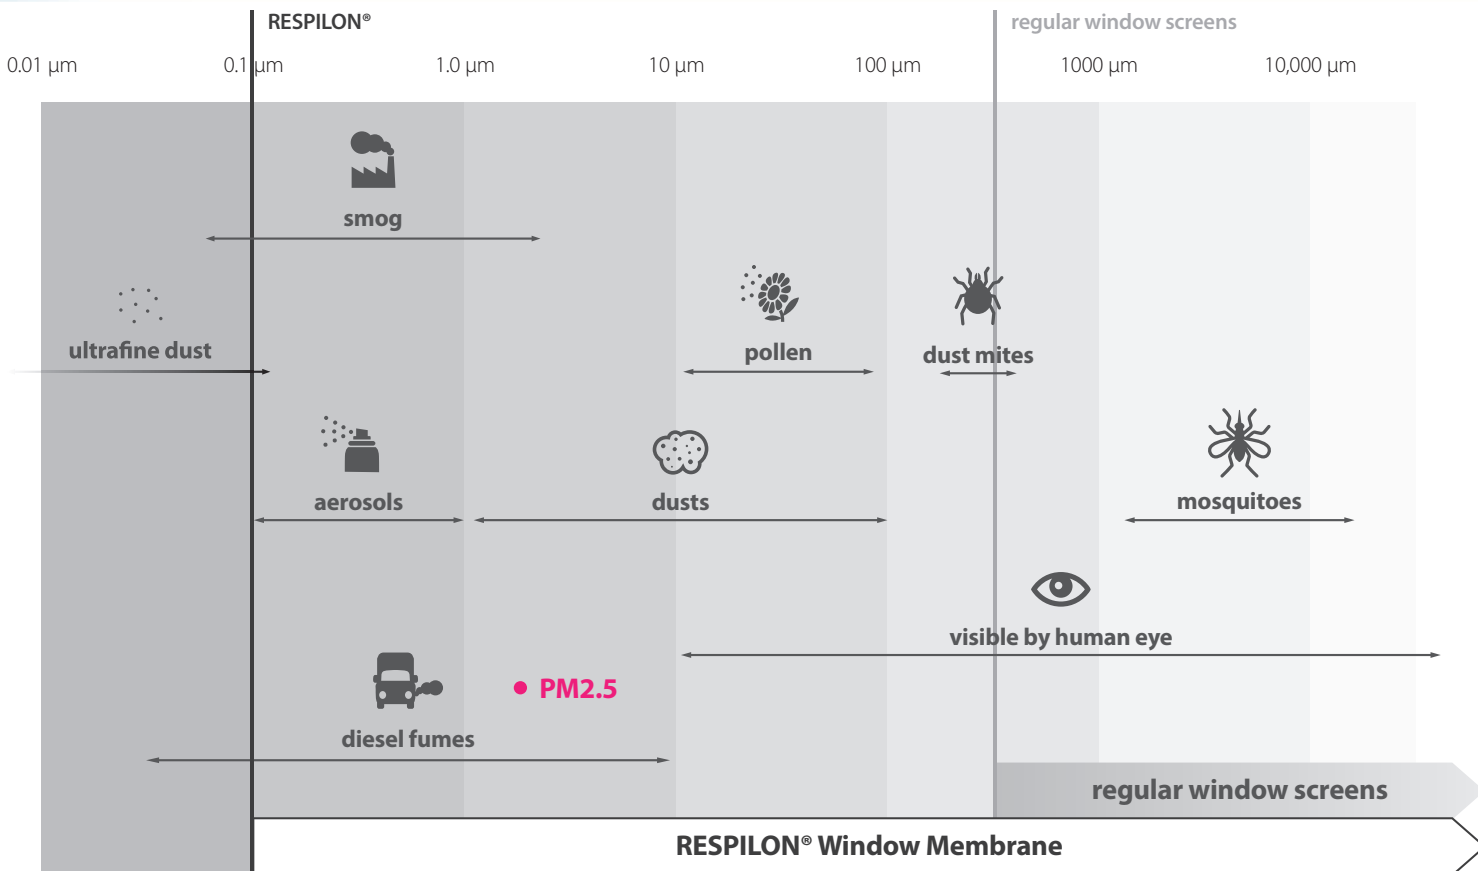 RESPILON®
regular window screens
0.01 µm
0.1 µm
1.0 µm
10 µm
100 µm
1000 µm
10,000 µm
smog
ultrafine dust
pollen
dust mites
aerosols
dusts
mosquitoes
visible by human eye
PM2.5
diesel fumes
regular window screens
RESPILON® Window Membrane